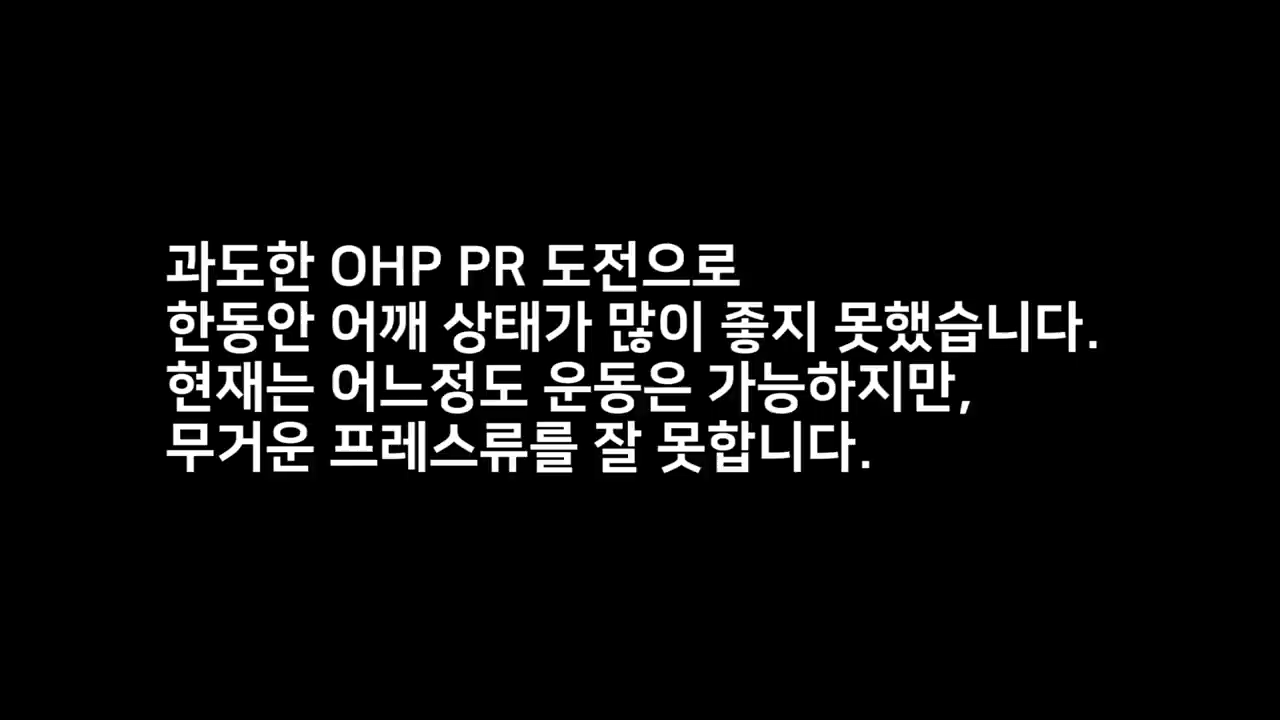 과도한 OHP PR 도전으로
한동안 어깨 상태가 많이 좋지 못했습니다.
현재는 어느정도 운동은 가능하지만,
무거운 프레스류를 잘 못합니다.